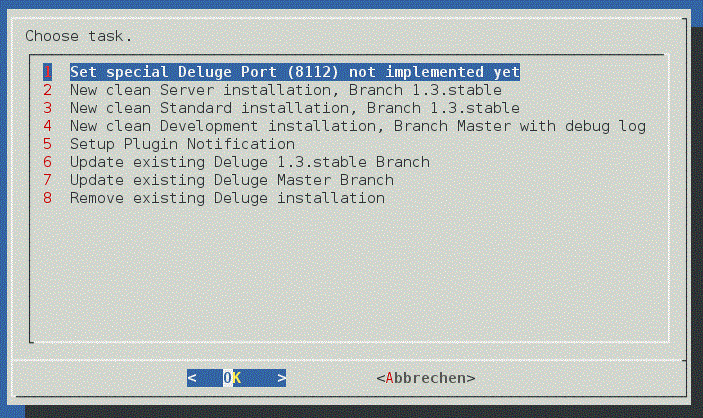 Choose task.
1 Set special Deluge Port (8112) not implemented yet
2 New clean Server installation, Branch 1.3.stable
3 New clean Standard installation, Branch 1.3.stable
4 New clean Development installation, Branch Master with debug log
5 Setup Plugin Notification
6 Update existing Deluge 1.3.stable Branch
7 Update existing Deluge Master Branch
8 Remove existing Deluge installation
< OK > <Abbrechen>